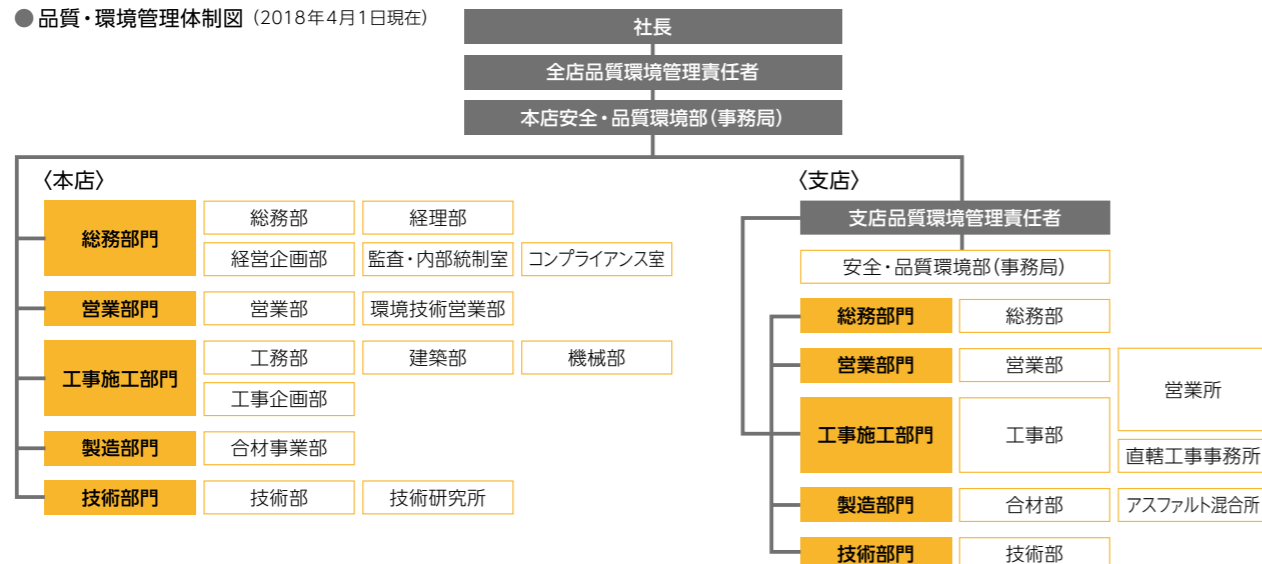 ●品質・環境管理体制図（2018年4月1日現在）
社長
全店品質環境管理責任者
本店安全・品質環境部（事務局）
〈本店〉
総務部門
総務部
経理部
経営企画部
監査・内部統制室
コンプライアンス室
営業部門
営業部
環境技術営業部
工事施工部門
工務部
建築部
機械部
工事企画部
製造部門
合材事業部
技術部門
技術部
技術研究所
〈支店〉
支店品質環境管理責任者
安全・品質環境部（事務局）
総務部門
総務部
営業部門
営業部
営業所
工事施工部門
工事部
直轄工事事務所
製造部門
合材部
アスファルト混合所
技術部門
技術部